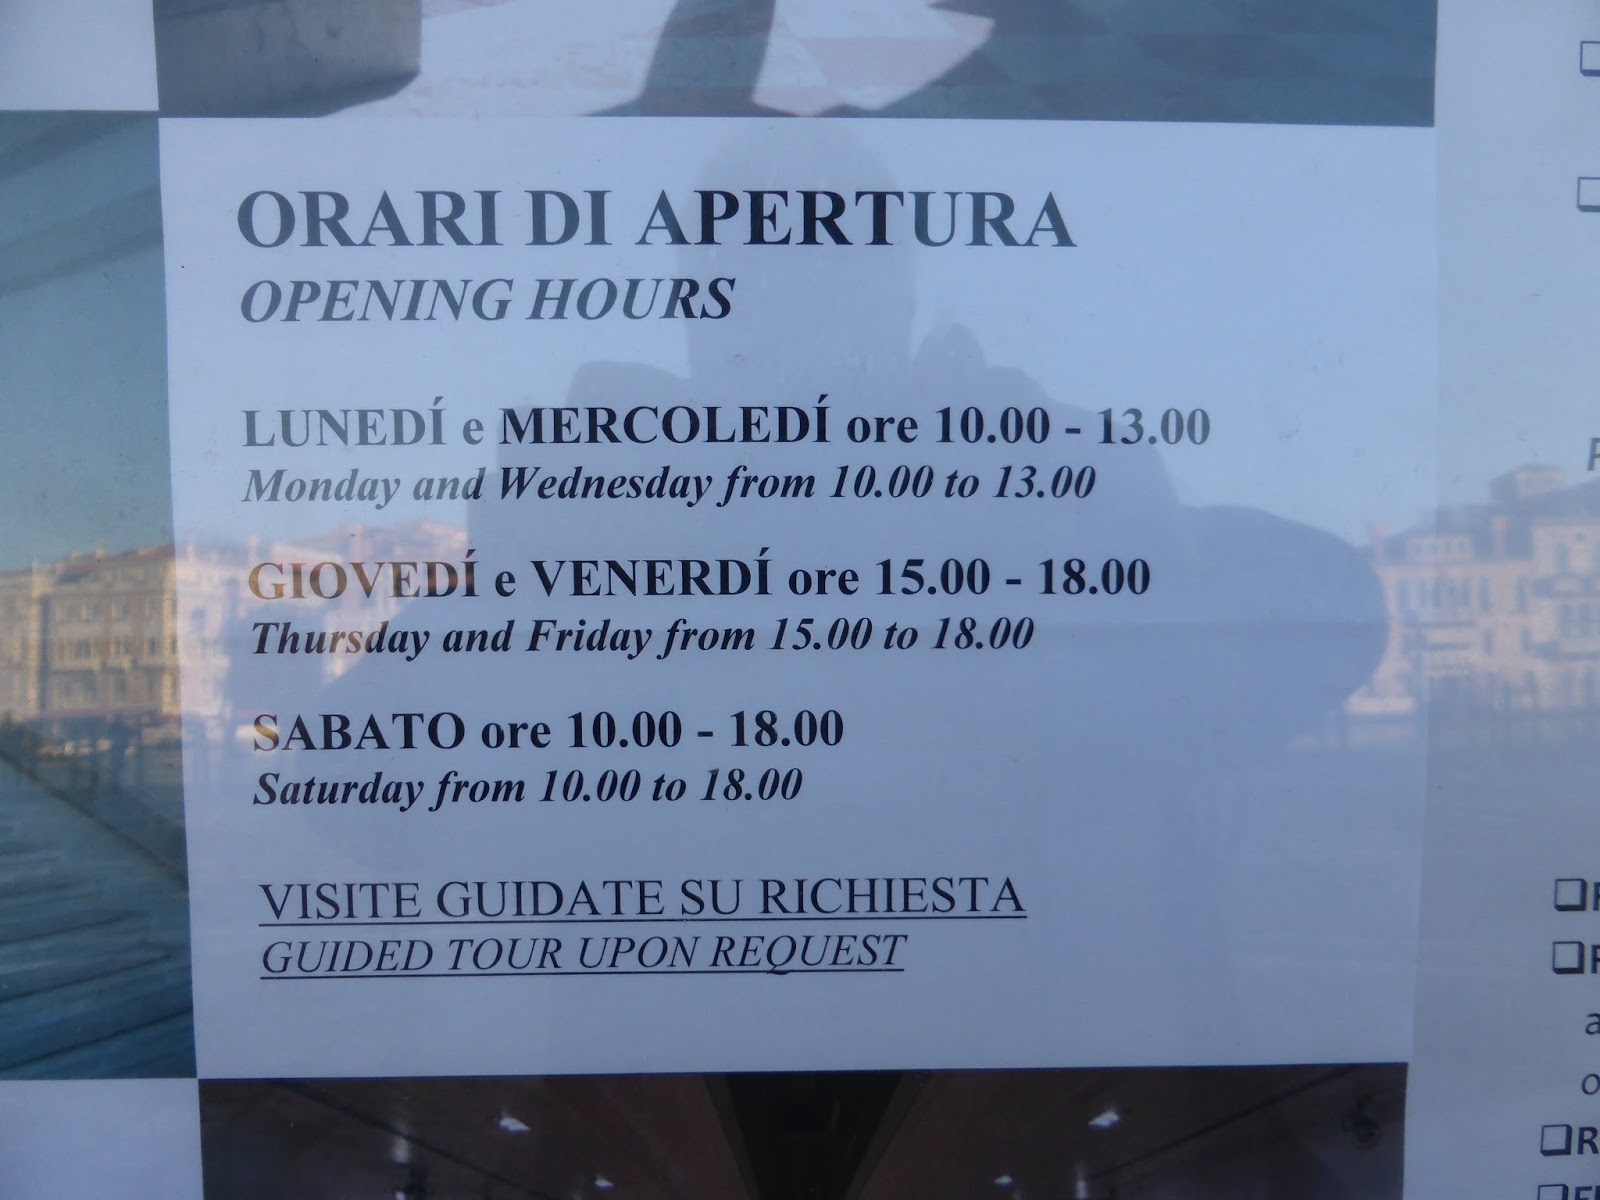 ORARI DI APERTURA
OPENING HOURS
LUNEDÍ e MERCOLEDÍ ore 10.00 - 13.00
Monday and Wednesday from 10.00 to 13.00
GIOVEDÍ e VENERDÍ ore 15.00 - 18.00
Thursday and Friday from 15.00 to 18.00
SABATO ore 10.00 - 18.00
Saturday from 10.00 to 18.00
VISITE GUIDATE SU RICHIESTA
GUIDED TOUR UPON REQUEST